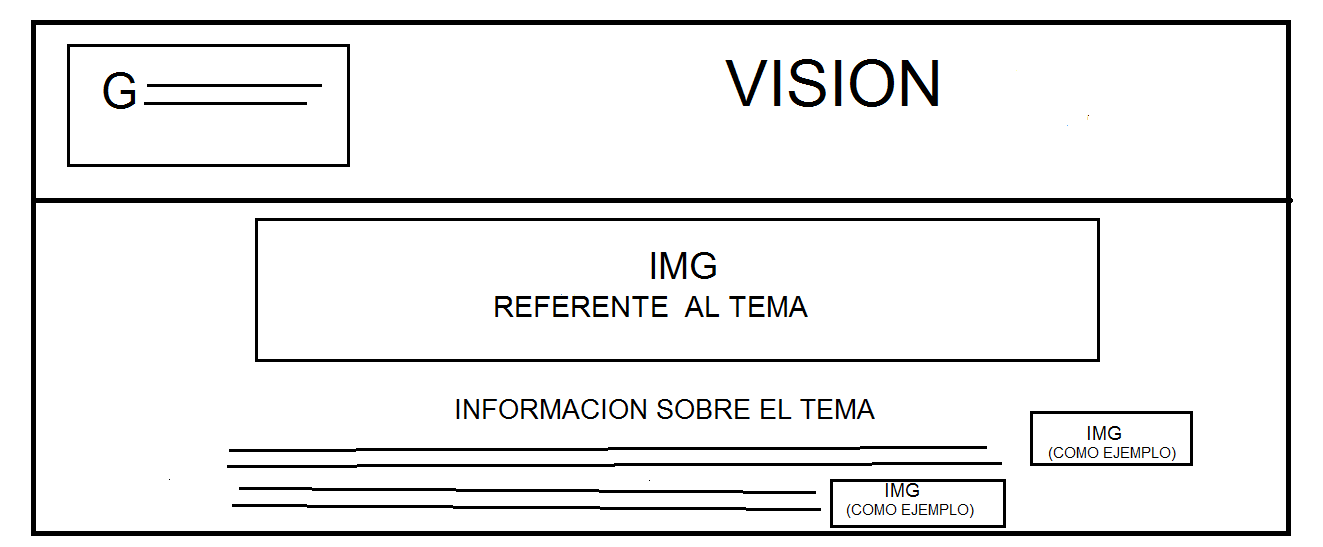 G
VISION
IMG
REFERENTE AL TEMA
INFORMACION SOBRE EL TEMA
IMG
(COMO EJEMPLO)
IMG
(COMO EJEMPLO)